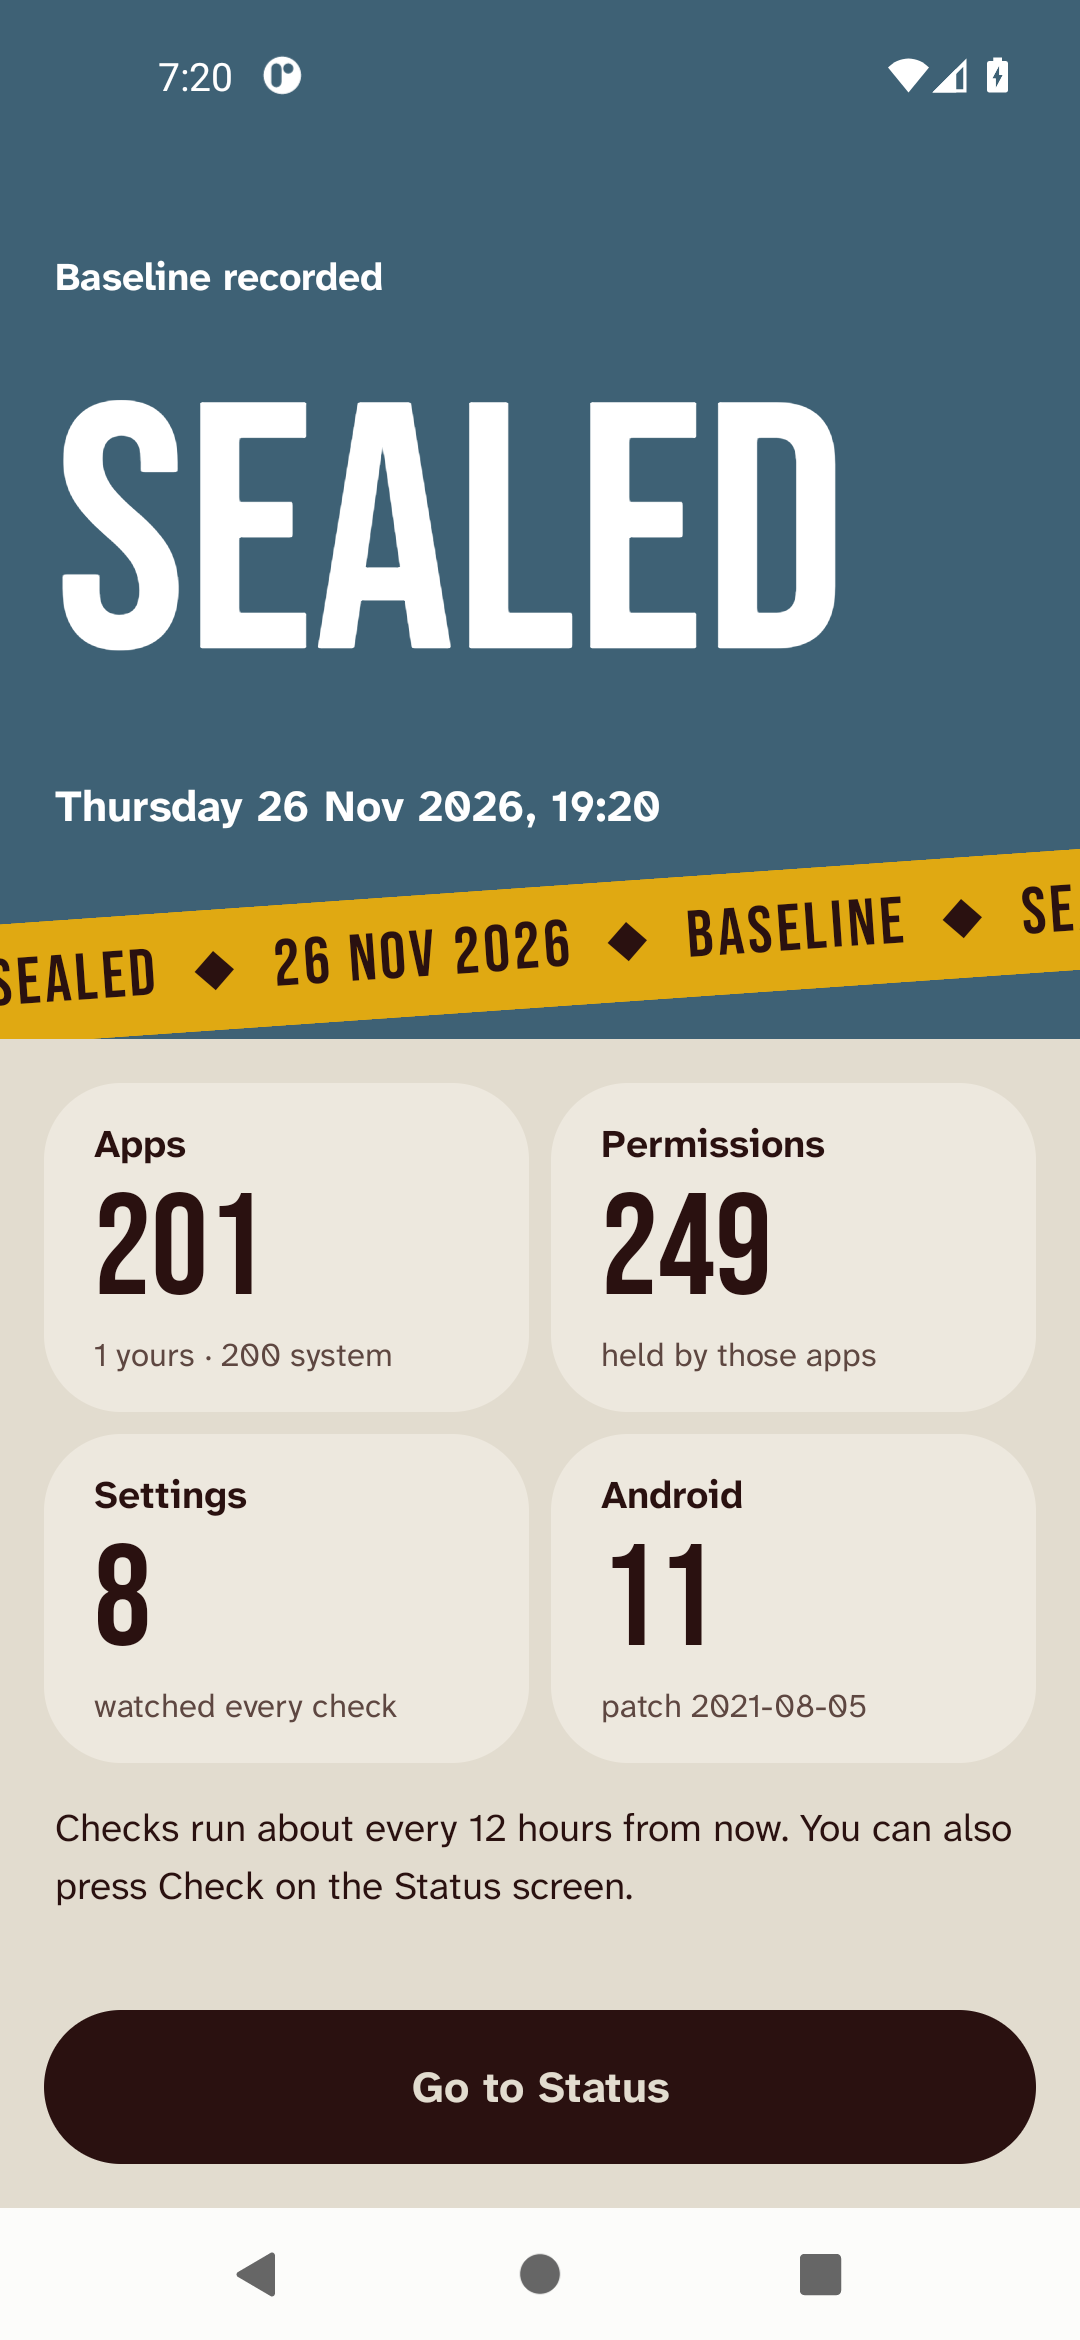 7:20
Baseline recorded
SEALED
Thursday 26 Nov 2026, 19:20
SEALED ◆ 26 NOV 2026 ◆ BASELINE ◆ SE
Apps
201
1 yours · 200 system
Permissions
249
held by those apps
Settings
8
watched every check
Android
11
patch 2021-08-05
Checks run about every 12 hours from now. You can also
press Check on the Status screen.
Go to Status